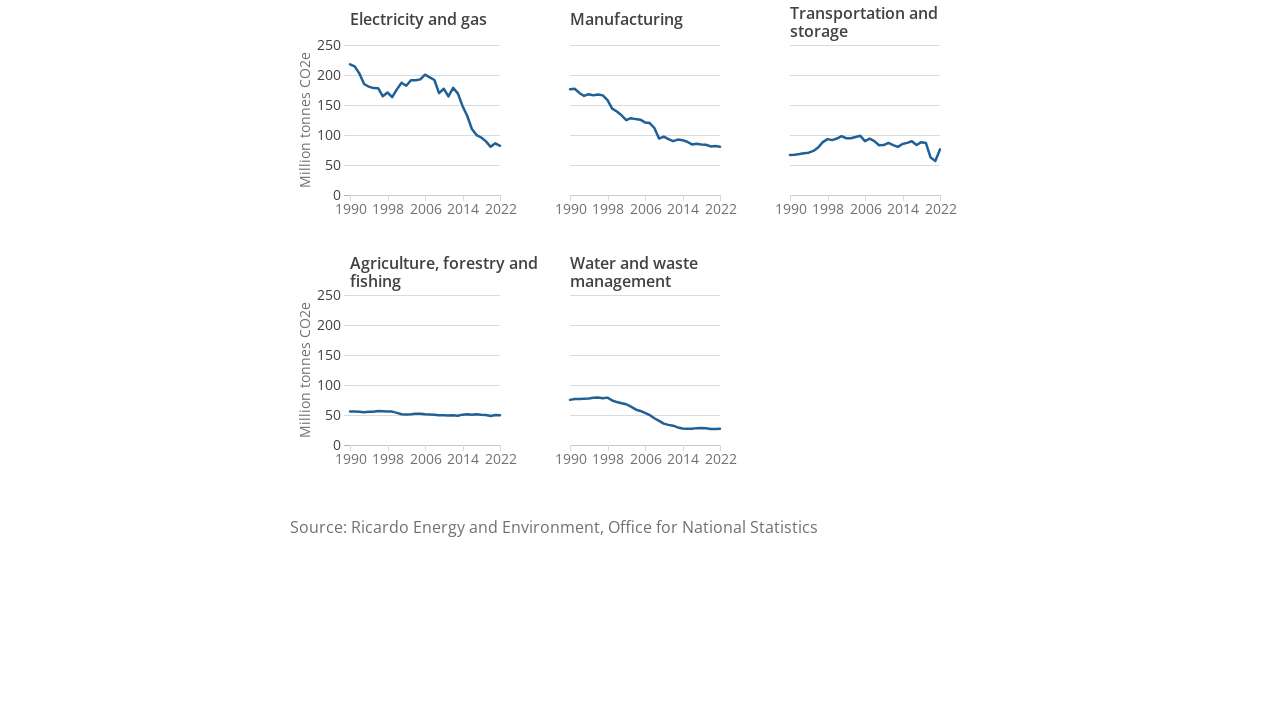 Electricity and gas
Manufacturing
Transportation and
storage
Million tonnes CO2e
250
200
150
100
50
0
1990 1998 2006 2014 2022
1990 1998 2006 2014 2022
1990 1998 2006 2014 2022
Agriculture, forestry and
fishing
Water and waste
management
Million tonnes CO2e
250
200
150
100
50
0
1990 1998 2006 2014 2022
1990 1998 2006 2014 2022
Source: Ricardo Energy and Environment, Office for National Statistics